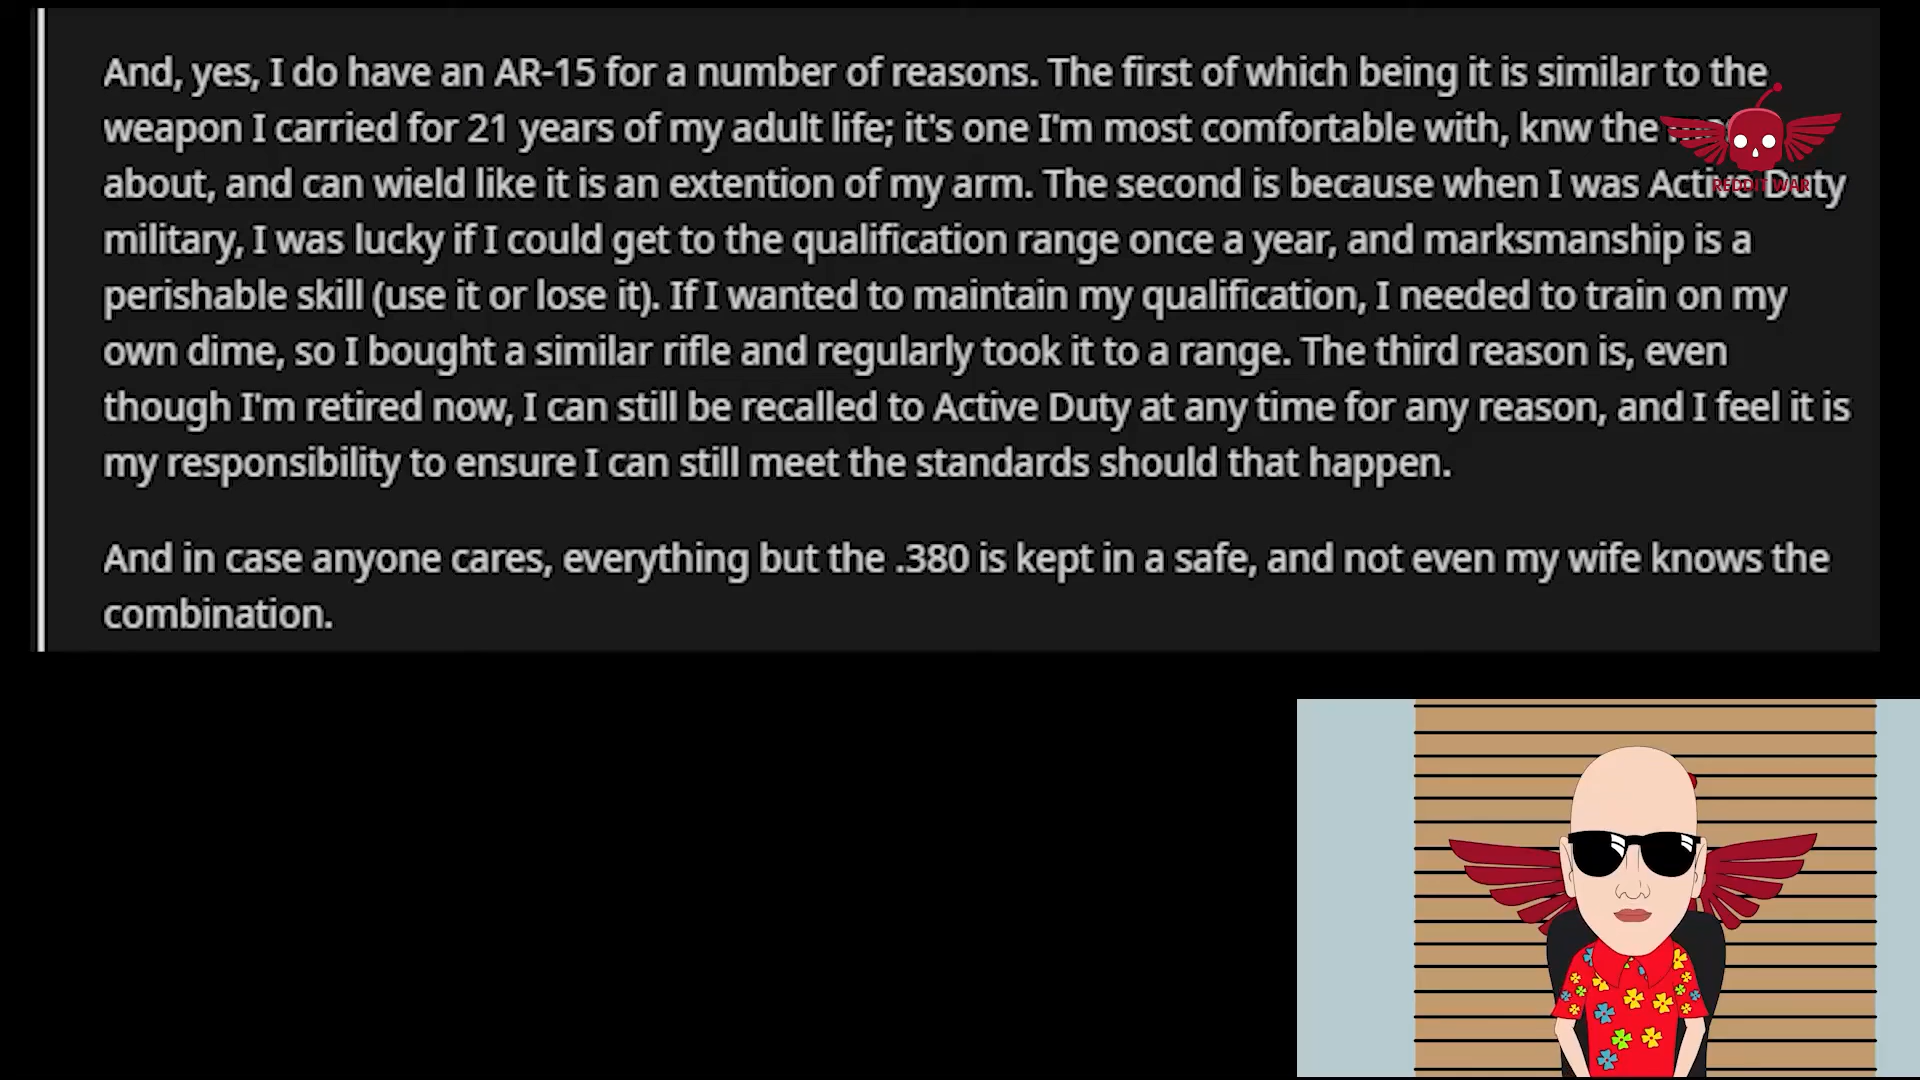 And, yes, I do have an AR-15 for a number of reasons. The first of which being it is similar to the
weapon I carried for 21 years of my adult life; it's one I'm most comfortable with, knw the
about, and can wield like it is an extention of my arm. The second is because when I was Active Duty
REDDIT WAR
military, I was lucky if I could get to the qualification range once a year, and marksmanship is a
perishable skill (use it or lose it). If I wanted to maintain my qualification, I needed to train on my
own dime, so I bought a similar rifle and regularly took it to a range. The third reason is, even
though I'm retired now, I can still be recalled to Active Duty at any time for any reason, and I feel it is
my responsibility to ensure I can still meet the standards should that happen.
And in case anyone cares, everything but the .380 is kept in a safe, and not even my wife knows the
combination.